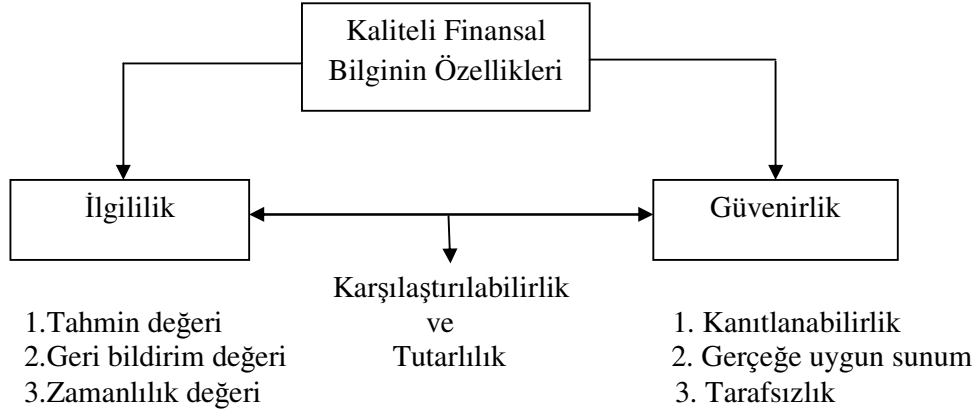 Kaliteli Finansal
Bilginin Özellikleri
İlgililik
Güvenirlik
Karşılaştırılabilirlik
ve
Tutarlılık
1.Tahmin değeri
2.Geri bildirim değeri
3.Zamanlılık değeri
1. Kanıtlanabilirlik
2. Gerçeğe uygun sunum
3. Tarafsızlık